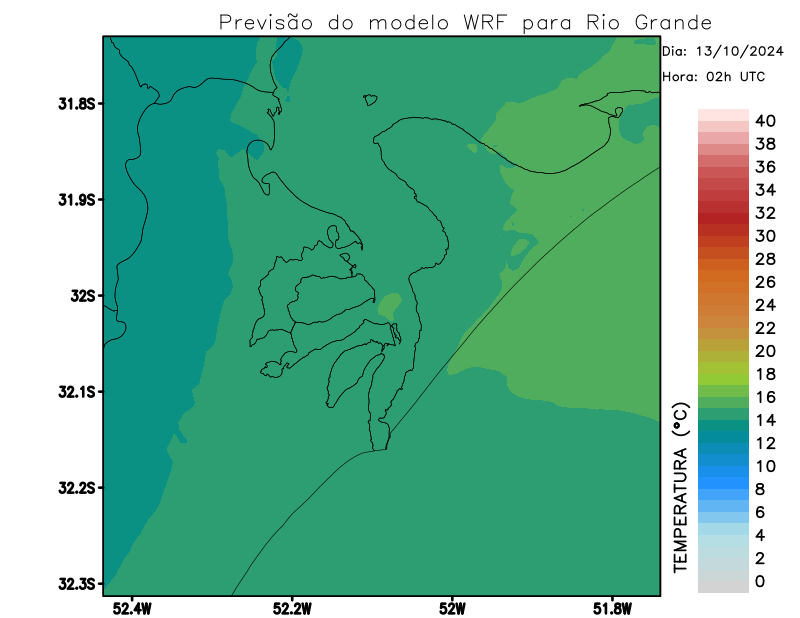 Previsão do modelo WRF para Rio Grande
Dia: 13/10/2024
Hora: 02h UTC
31.8S
31.9S
32S
32.1S
32.2S
32.3S
52.4W
52.2W
52W
51.8W
TEMPERATURA (ºC)
40
38
36
34
32
30
28
26
24
22
20
18
16
14
12
10
8
6
4
2
0